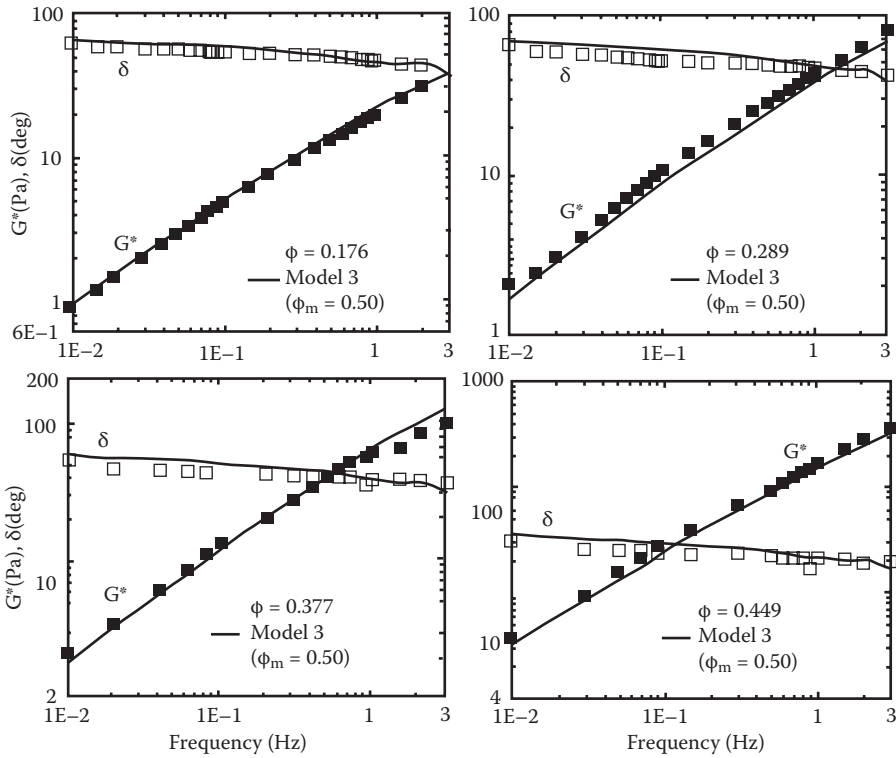 100
10
1
6E−1
G*(Pa), δ(deg)
δ
G*
ϕ = 0.176
Model 3
(ϕm = 0.50)
1E−2
1E−1
1
3
100
10
1
δ
G*
ϕ = 0.289
Model 3
(ϕm = 0.50)
1E−2
1E−1
1
3
200
100
10
2
G*(Pa), δ(deg)
δ
G*
ϕ = 0.377
Model 3
(ϕm = 0.50)
1E−2
1E−1
1
3
Frequency (Hz)
1000
100
10
4
δ
G*
ϕ = 0.449
Model 3
(ϕm = 0.50)
1E−2
1E−1
1
3
Frequency (Hz)